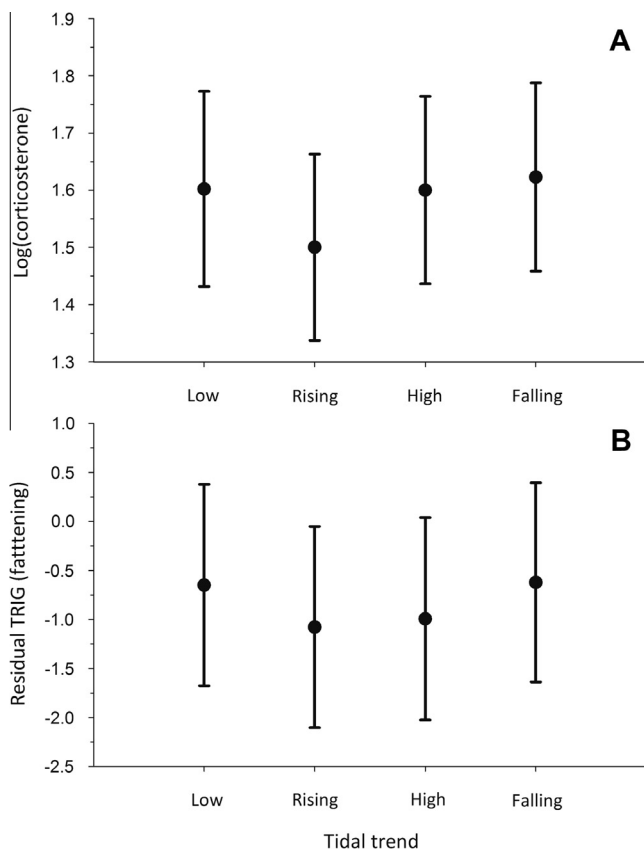 A
Log(corticosterone)
1.9
1.8
1.7
1.6
1.5
1.4
1.3
Low Rising High Falling
B
Residual TRIG (fatttening)
1.0
0.5
0.0
-0.5
-1.0
-1.5
-2.0
-2.5
Low Rising High Falling
Tidal trend